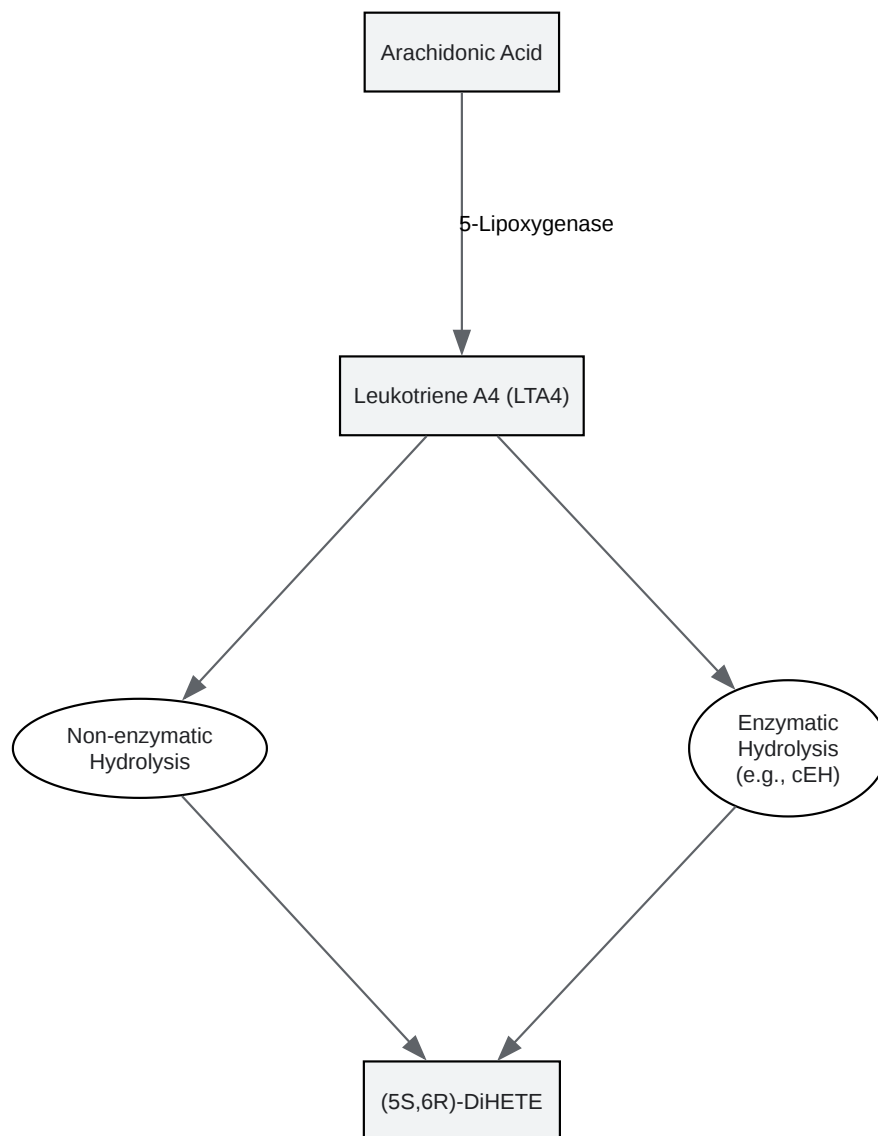 Arachidonic Acid
5-Lipoxygenase
Leukotriene A4 (LTA4)
Non-enzymatic
Hydrolysis
Enzymatic
Hydrolysis
(e.g., cEH)
(5S,6R)-DiHETE